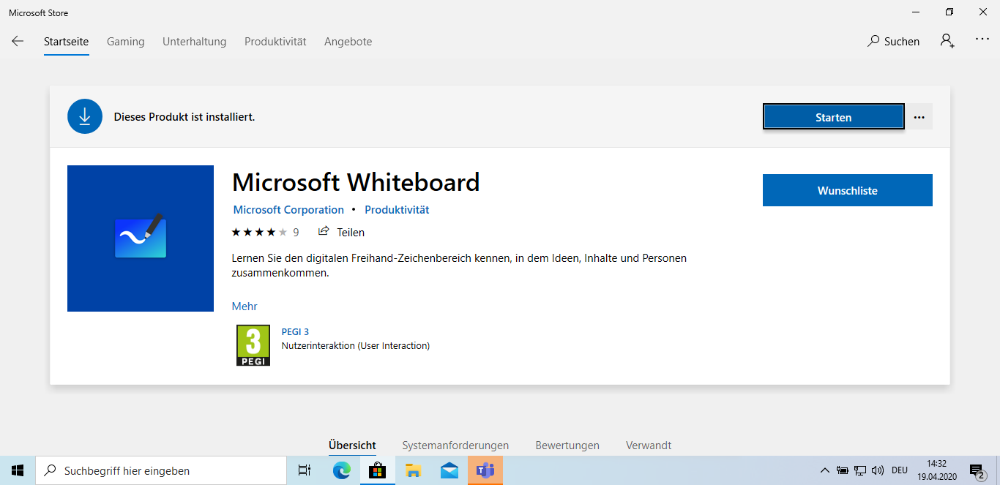 Microsoft Store
Startseite Gaming Unterhaltung Produktivität Angebote Suchen
Dieses Produkt ist installiert. Starten
Microsoft Whiteboard
Wunschliste
Microsoft Corporation • Produktivität
9 Teilen
Lernen Sie den digitalen Freihand-Zeichenbereich kennen, in dem Ideen, Inhalte und Personen
zusammenkommen.
Mehr
3
PEGI
PEGI 3
Nutzerinteraktion (User Interaction)
Übersicht Systemanforderungen Bewertungen Verwandt
Suchbegriff hier eingeben
T
DEU
14:32
19.04.2020
2